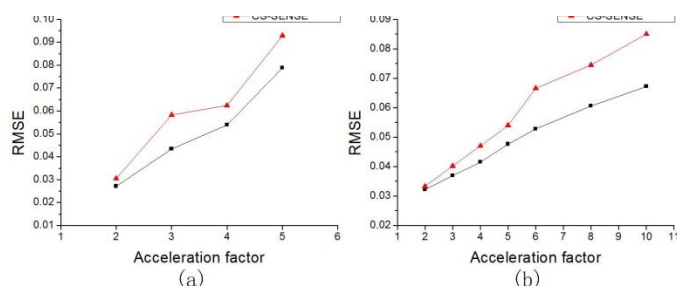 CS-SENSE
0.10
0.09
0.08
0.07
0.06
0.05
0.04
0.03
0.02
0.01
RMSE
1 2 3 4 5 6
Acceleration factor
(a)
CS-SENSE
0.09
0.08
0.07
0.06
0.05
0.04
0.03
0.02
RMSE
1 2 3 4 5 6 7 8 9 10 11
Acceleration factor
(b)